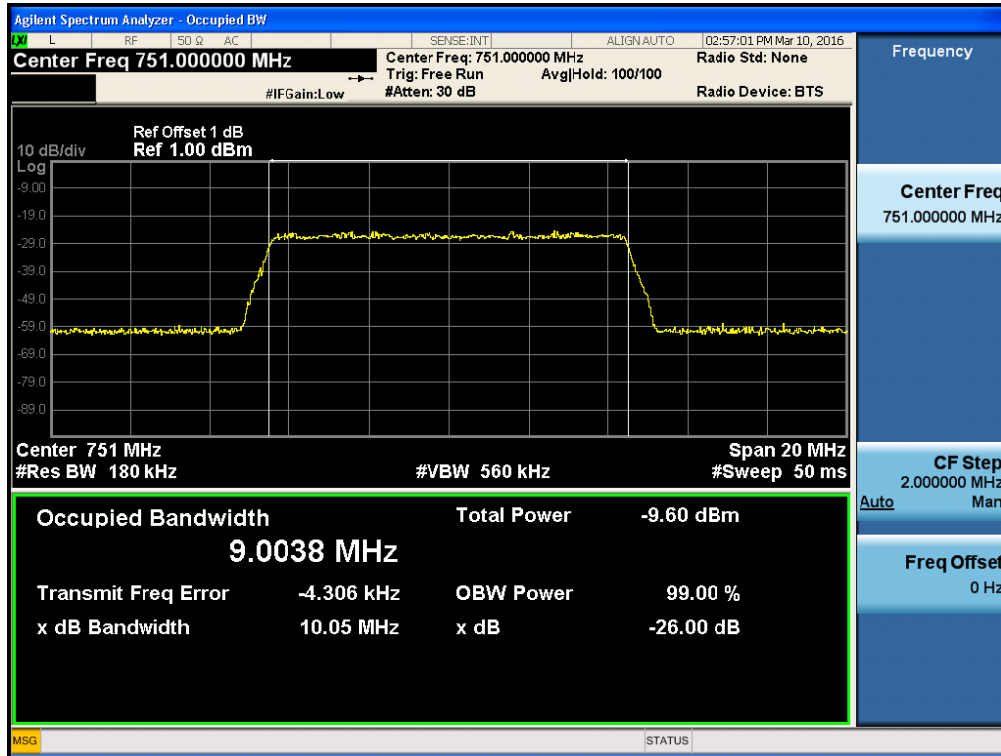 Agilent Spectrum Analyzer - Occupied BW
LXI L RF 50 Ω AC SENSE:INT ALIGN AUTO 02:57:01 PM Mar 10, 2016
Center Freq 751.000000 MHz
Center Freq: 751.000000 MHz Radio Std: None
Trig: Free Run Avg|Hold: 100/100
#IFGain:Low #Atten: 30 dB Radio Device: BTS
Ref Offset 1 dB
10 dB/div Ref 1.00 dBm
Log
-9.00
-19.0
-29.0
-39.0
-49.0
-59.0
-69.0
-79.0
-89.0
Center 751 MHz Span 20 MHz
#Res BW 180 kHz #VBW 560 kHz #Sweep 50 ms
Occupied Bandwidth Total Power -9.60 dBm
9.0038 MHz
Transmit Freq Error -4.306 kHz OBW Power 99.00 %
x dB Bandwidth 10.05 MHz x dB -26.00 dB
MSG STATUS
Frequency
Center Freq
751.000000 MHz
CF Step
2.000000 MHz
Auto Man
Freq Offset
0 Hz